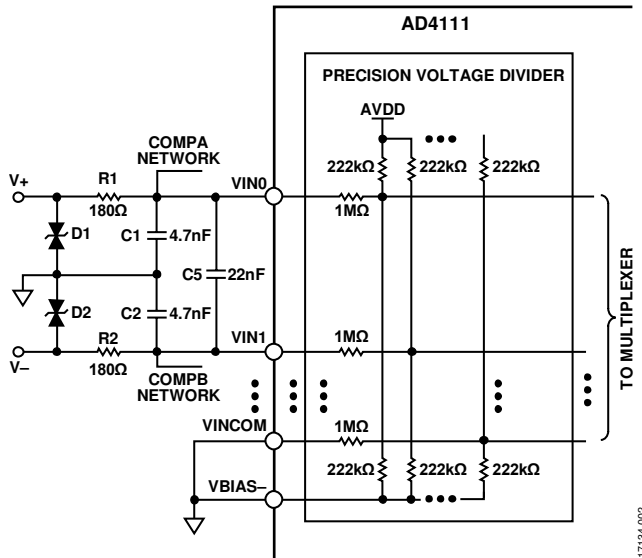 AD4111
PRECISION VOLTAGE DIVIDER
AVDD
COMPA
NETWORK
222kΩ
222kΩ
222kΩ
V+
R1
180Ω
VIN0
1MΩ
D1
C1
4.7nF
C5
22nF
D2
C2
4.7nF
R2
180Ω
V–
VIN1
1MΩ
COMPB
NETWORK
VINCOM
1MΩ
222kΩ
222kΩ
222kΩ
VBIAS–
TO MULTIPLEXER
17134-002